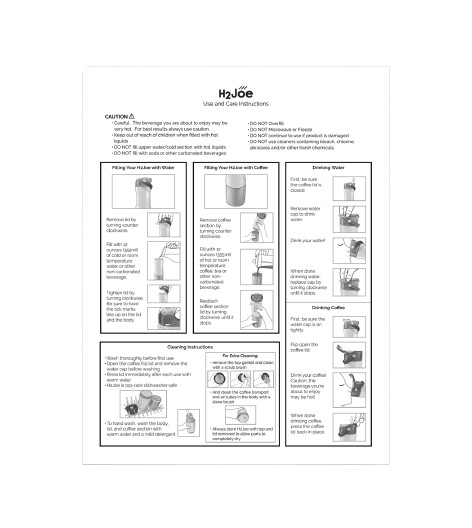 H2Joe
Use and Care Instructions
CAUTION
• Careful. The beverage you are about to enjoy may be
very hot. For best results always use caution.
• Keep out of reach of children when filled with hot
liquids
• DO NOT fill upper water/cold section with hot liquids
• DO NOT fill with soda or other carbonated beverages
• DO NOT Overfill
• DO NOT Microwave or Freeze
• DO NOT continue to use if product is damaged
• DO NOT use cleaners containing bleach, chlorine,
abrasives and/or other harsh chemicals
Filling Your H2Joe with Water
Remove lid by
turning counter
clockwise.
Fill with 12
ounces (355ml)
of cold or room
temperature
water or other
non-carbonated
beverage.
Tighten lid by
turning clockwise.
Be sure to have
the tick marks
line up on the lid
and the body.
Filling Your H2Joe with Coffee
Remove coffee
section by
turning counter
clockwise.
Fill with 12
ounces (355ml)
of hot or room
temperature
coffee, tea or
other non-
carbonated
beverage.
Reattach
coffee section
lid by turning
clockwise until it
stops.
Drinking Water
First, be sure
the coffee lid is
closed.
Remove water
cup to drink
water.
Drink your water!
When done
drinking water
replace cup by
turning clockwise
until it stops.
Drinking Coffee
First, be sure the
water cup is on
tightly.
Flip open the
coffee lid.
Drink your coffee!
Caution, the
beverage you're
about to enjoy
may be hot!
When done
drinking coffee,
press the coffee
lid back in place.
Cleaning Instructions
• Wash thoroughly before first use
• Open the coffee flip lid and remove the
water cup before washing
• Rinse lid immediately after each use with
warm water
• H2Joe is top-rack dishwasher safe
• To hand wash, wash the body,
lid, and coffee section with
warm water and a mild detergent
For Extra Cleaning
• remove the top gasket and clean
with a scrub brush
• And clean the coffee transport
and air tubes in the body with a
straw brush
• Always store H2Joe with top and
lid removed to allow parts to
completely dry